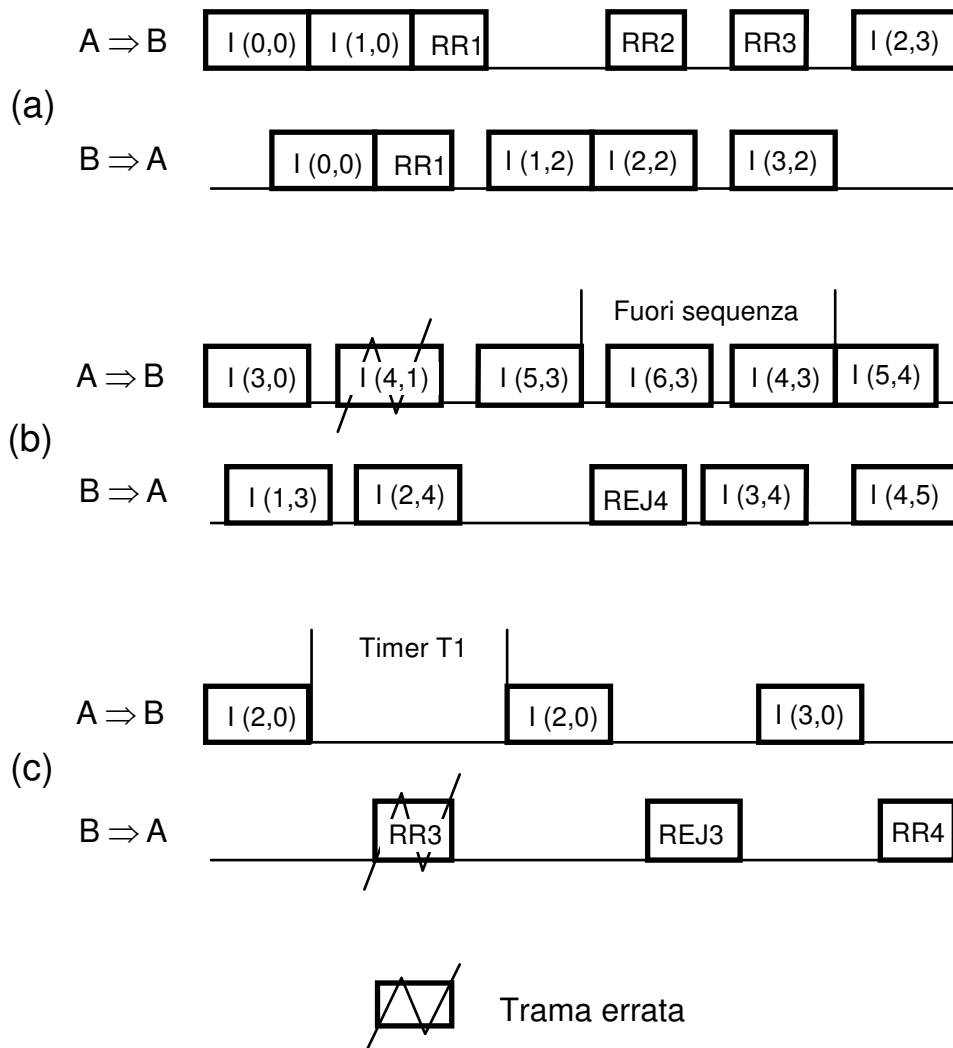 A ⇒ B I (0,0) I (1,0) RR1 RR2 RR3 I (2,3)
(a)
B ⇒ A I (0,0) RR1 I (1,2) I (2,2) I (3,2)
Fuori sequenza
A ⇒ B I (3,0) I (4,1) I (5,3) I (6,3) I (4,3) I (5,4)
(b)
B ⇒ A I (1,3) I (2,4) REJ4 I (3,4) I (4,5)
Timer T1
A ⇒ B I (2,0) I (2,0) I (3,0)
(c)
B ⇒ A RR3 REJ3 RR4
Trama errata